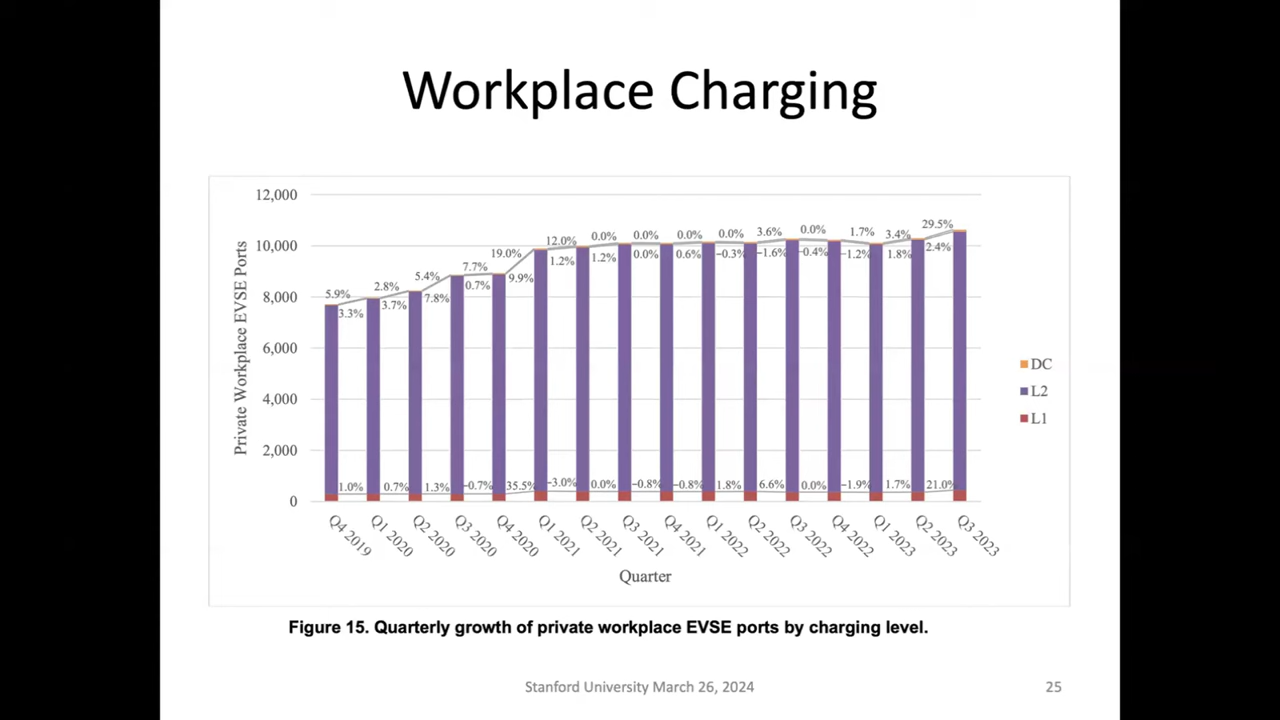 Workplace Charging
12,000
10,000
8,000
6,000
4,000
2,000
0
Private Workplace EVSE Ports
5.9% 2.8% 5.4% 7.7% 19.0% 12.0% 0.0% 0.0% 0.0% 0.0% 3.6% 0.0% 1.7% 3.4% 29.5%
3.3% 3.7% 7.8% 0.7% 9.9% 1.2% 1.2% 0.0% 0.6% −0.3% −1.6% −0.4% −1.2% 1.8% 2.4%
1.0% 0.7% 1.3% −0.7% 35.5% −3.0% 0.0% −0.8% −0.8% 1.8% 6.6% 0.0% −1.9% 1.7% 21.0%
DC
L2
L1
Q4 2019 Q1 2020 Q2 2020 Q3 2020 Q4 2020 Q1 2021 Q2 2021 Q3 2021 Q4 2021 Q1 2022 Q2 2022 Q3 2022 Q4 2022 Q1 2023 Q2 2023 Q3 2023
Quarter
Figure 15. Quarterly growth of private workplace EVSE ports by charging level.
Stanford University March 26, 2024
25